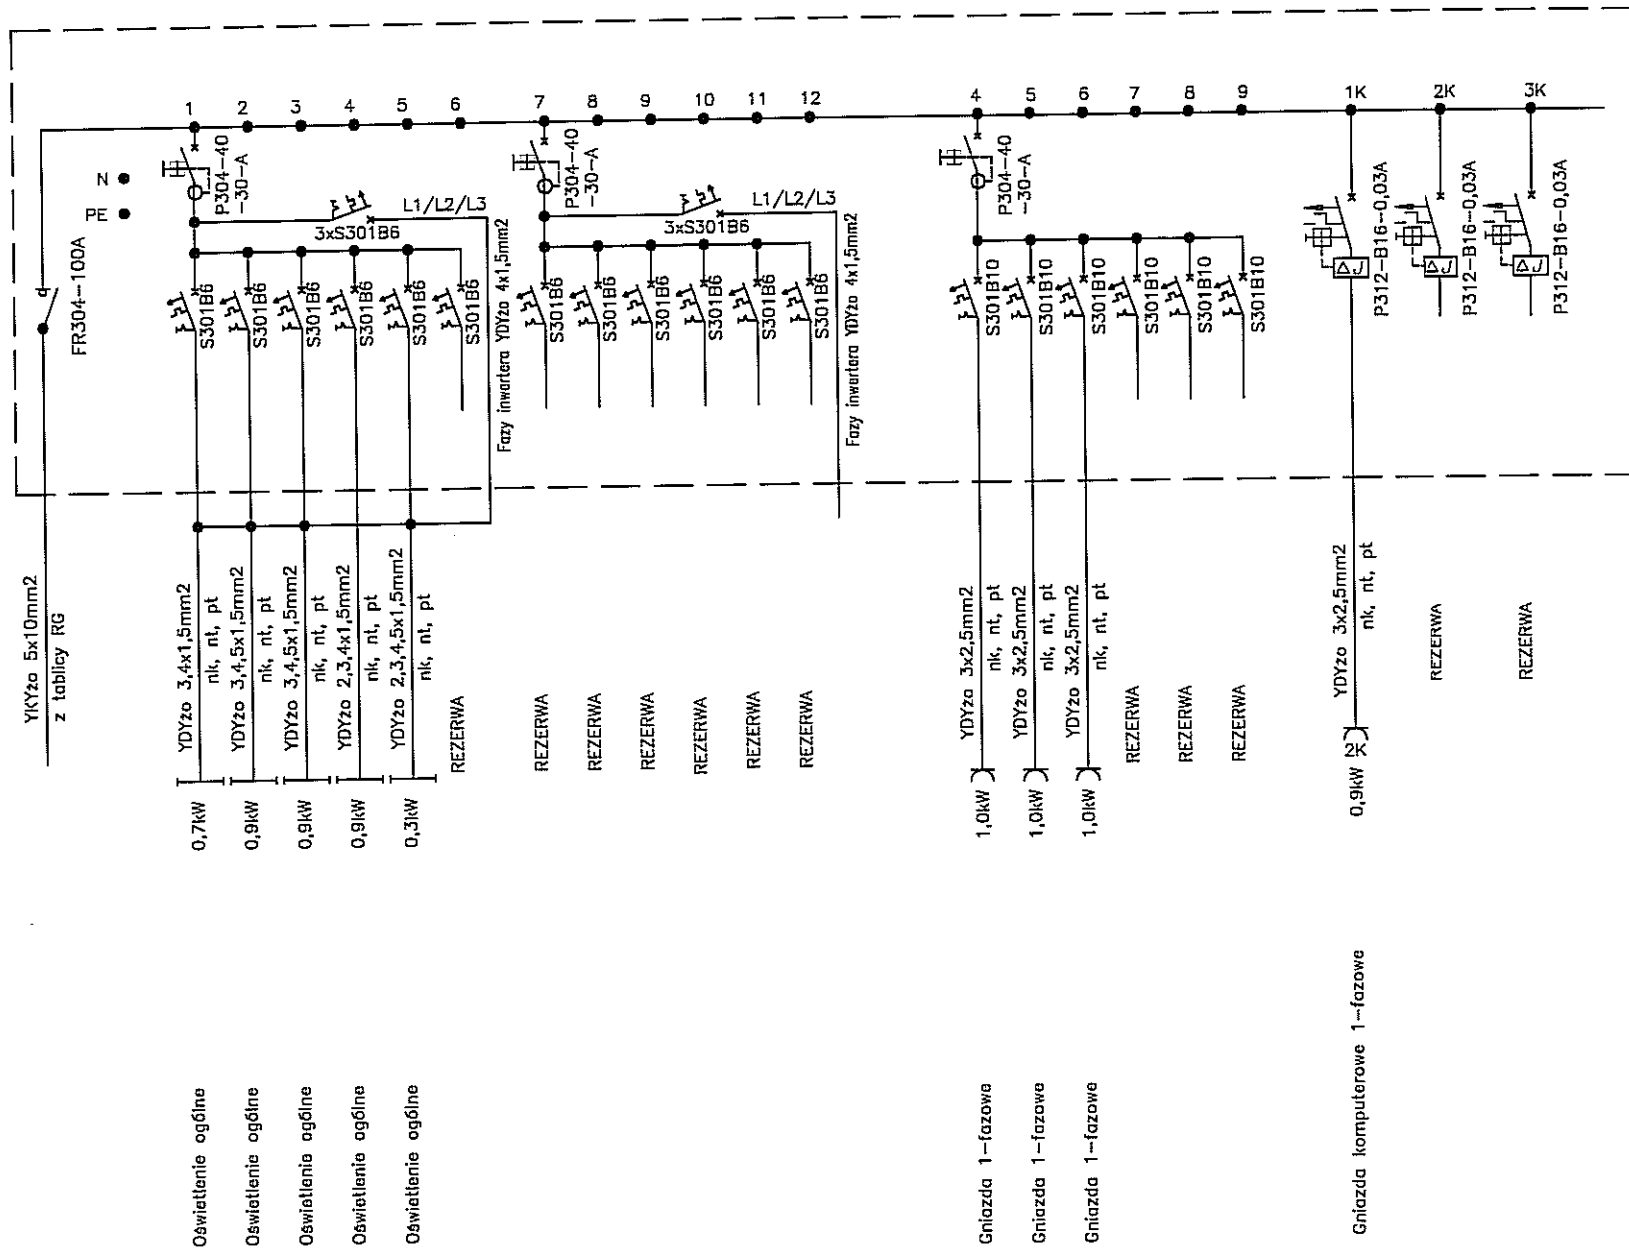 1 2 3 4 5 6 7 8 9 10 11 12 4 5 6 7 8 9 1K 2K 3K
N
PE
FR304-100A
P304-40
-30-A
L1/L2/L3
3xS301B6
S301B6
S301B6
S301B6
S301B6
S301B6
S301B6
Fazy inwertera YDYżo 4x1,5mm2
P304-40
-30-A
L1/L2/L3
3xS301B6
S301B6
S301B6
S301B6
S301B6
S301B6
S301B6
Fazy inwertera YDYżo 4x1,5mm2
P304-40
-30-A
S301B10
S301B10
S301B10
S301B10
S301B10
S301B10
P312-B16-0,03A
P312-B16-0,03A
P312-B16-0,03A
YKYżo 5x10mm2
z tablicy RG
YDYżo 3,4x1,5mm2
nk, nt, pt
YDYżo 3,4,5x1,5mm2
nk, nt, pt
YDYżo 3,4,5x1,5mm2
nk, nt, pt
YDYżo 2,3,4x1,5mm2
nk, nt, pt
YDYżo 2,3,4,5x1,5mm2
nk, nt, pt
REZERWA
REZERWA
REZERWA
REZERWA
REZERWA
REZERWA
REZERWA
YDYżo 3x2,5mm2
nk, nt, pt
YDYżo 3x2,5mm2
nk, nt, pt
YDYżo 3x2,5mm2
nk, nt, pt
REZERWA
REZERWA
REZERWA
YDYżo 3x2,5mm2
nk, nt, pt
REZERWA
REZERWA
0,7kW
0,9kW
0,9kW
0,9kW
0,3kW
1,0kW
1,0kW
1,0kW
2K
0,9kW
Oświetlenie ogólne
Oświetlenie ogólne
Oświetlenie ogólne
Oświetlenie ogólne
Oświetlenie ogólne
Gniazda 1-fazowe
Gniazda 1-fazowe
Gniazda 1-fazowe
Gniazda komputerowe 1-fazowe